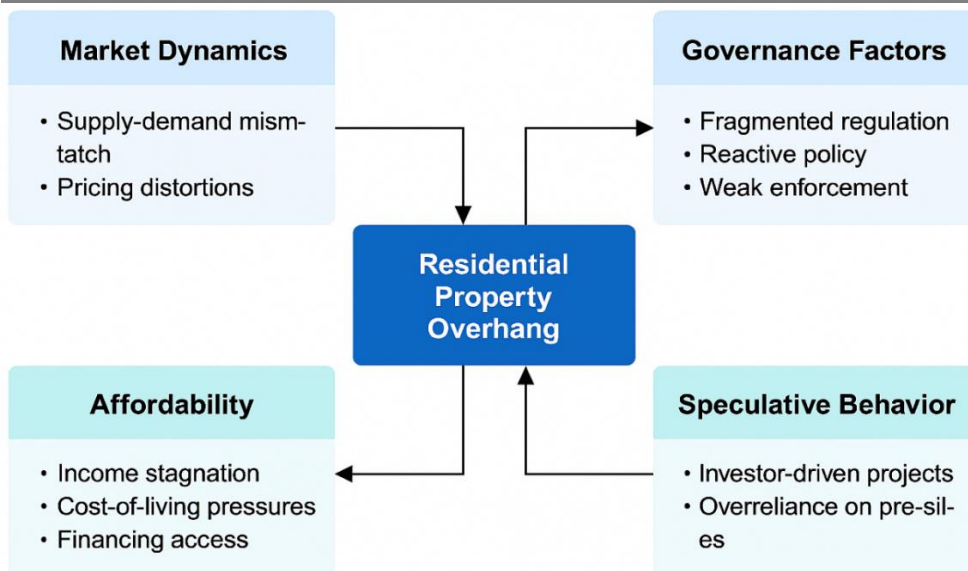 Market Dynamics
• Supply-demand mism-
tatch
• Pricing distortions
Governance Factors
• Fragmented regulation
• Reactive policy
• Weak enforcement
Residential
Property
Overhang
Affordability
• Income stagnation
• Cost-of-living pressures
• Financing access
Speculative Behavior
• Investor-driven projects
• Overreliance on pre-sil-
es